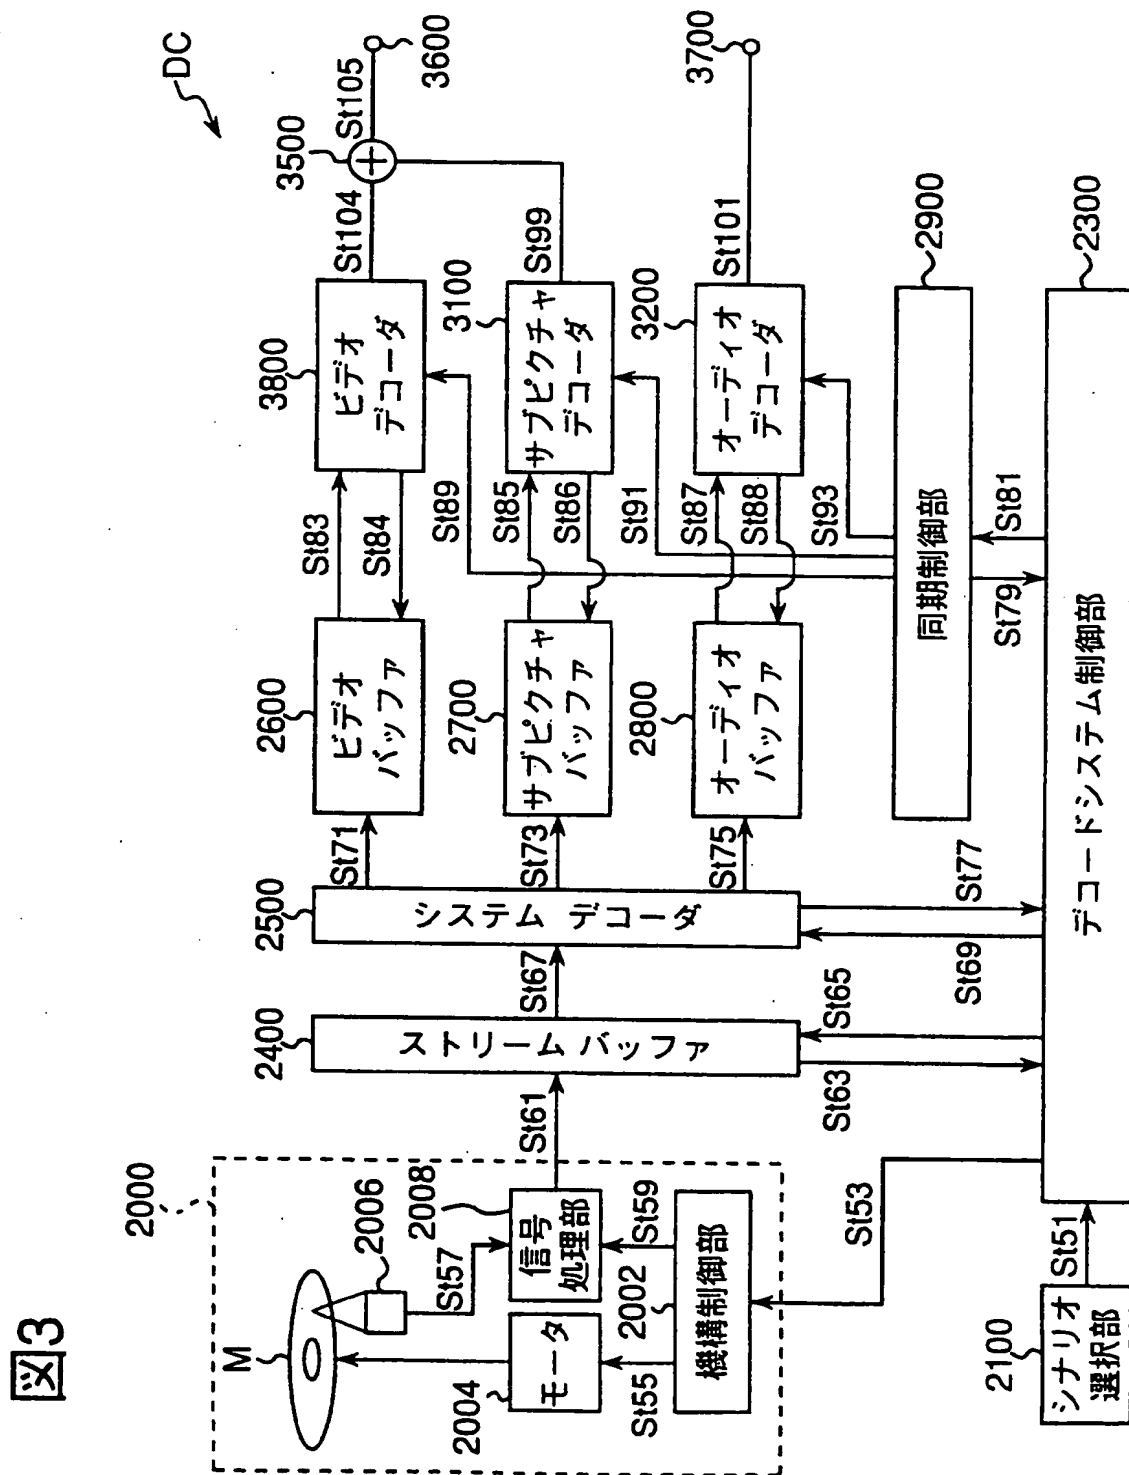 図3
DC
2000
M
2006
2008
2004
モータ
信号
処理部
2002
機構制御部
St57
St59
St55
St53
St61
2400
ストリーム バッファ
St63
St65
St67
2500
システム デコーダ
St69
St77
St71
St73
St75
2600
ビデオ
バッファ
2700
サブピクチャ
バッファ
2800
オーディオ
バッファ
St83
St84
St89
St85
St86
St91
St87
St88
St93
3800
ビデオ
デコーダ
3100
サブピクチャ
デコーダ
3200
オーディオ
デコーダ
St104
3500
St105
3600
St99
St101
3700
2900
同期制御部
St79
St81
2300
デコードシステム制御部
St51
2100
シナリオ
選択部